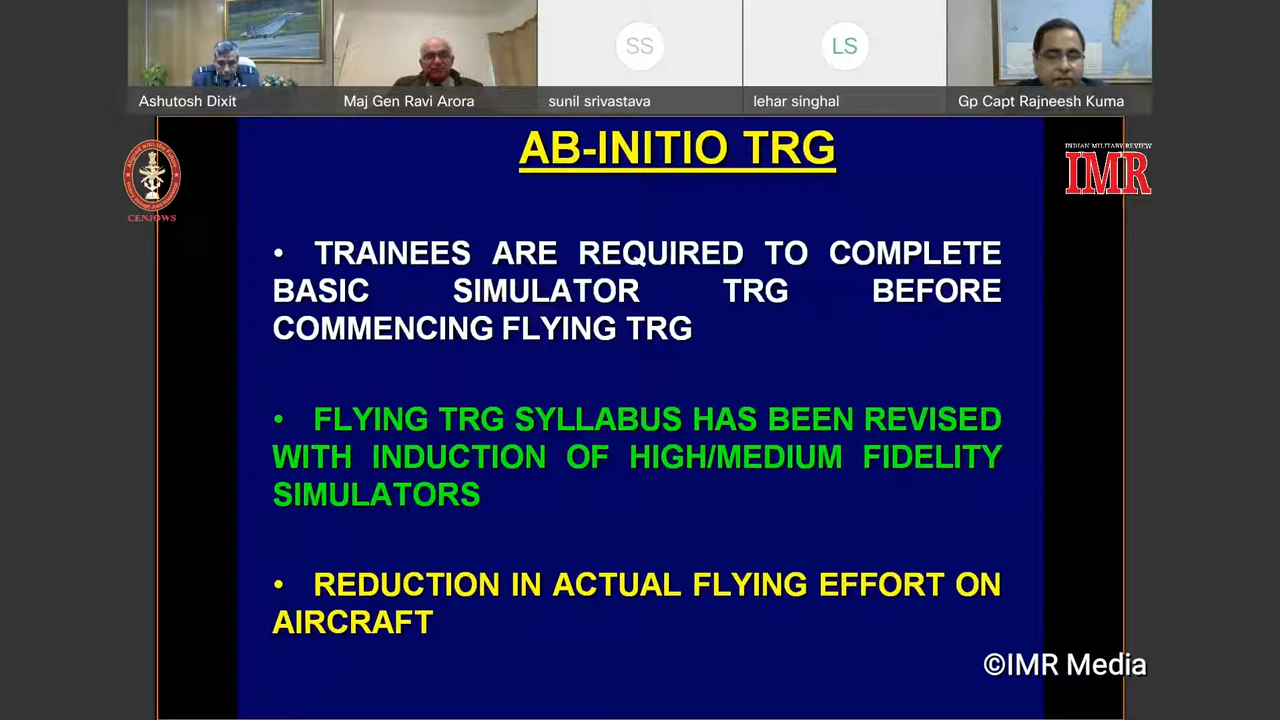 SS
LS
Ashutosh Dixit
Maj Gen Ravi Arora
sunil srivastava
lehar singhal
Gp Capt Rajneesh Kuma
AB-INITIO TRG
CENJOWS
INDIAN MILITARY REVIEW
IMR
• TRAINEES ARE REQUIRED TO COMPLETE
BASIC SIMULATOR TRG BEFORE
COMMENCING FLYING TRG
• FLYING TRG SYLLABUS HAS BEEN REVISED
WITH INDUCTION OF HIGH/MEDIUM FIDELITY
SIMULATORS
• REDUCTION IN ACTUAL FLYING EFFORT ON
AIRCRAFT
©IMR Media